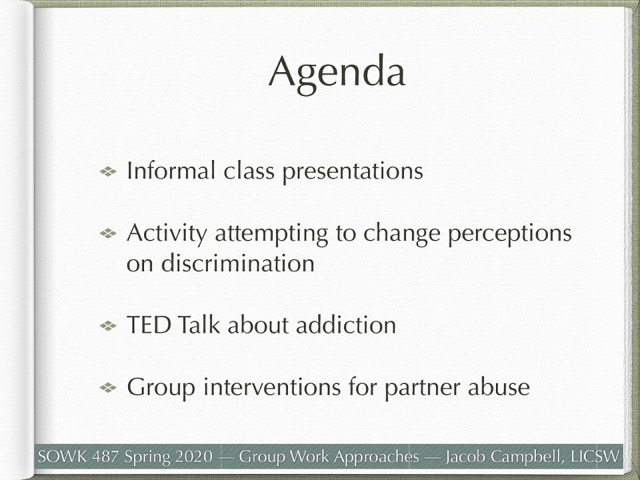 Agenda
Informal class presentations
Activity attempting to change perceptions
on discrimination
TED Talk about addiction
Group interventions for partner abuse
SOWK 487 Spring 2020 — Group Work Approaches — Jacob Campbell, LICSW